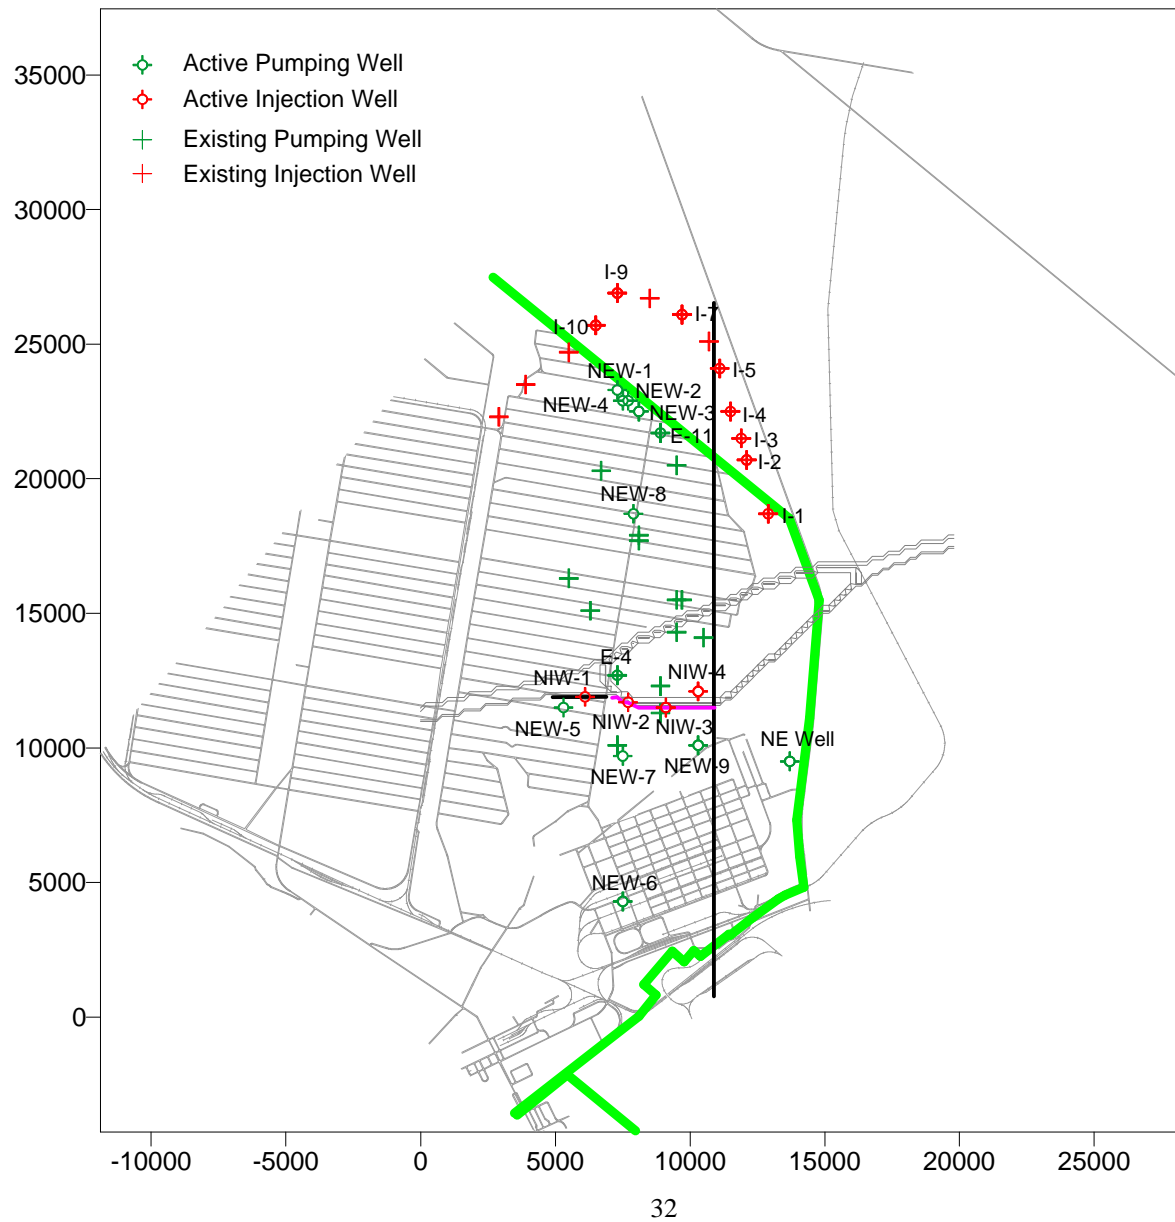 35000
Active Pumping Well
Active Injection Well
Existing Pumping Well
Existing Injection Well
30000
I-9
I-7
I-10
25000
NEW-1
I-5
NEW-2
NEW-4
NEW-3
I-4
E-11
I-3
I-2
20000
NEW-8
I-1
15000
E-4
NIW-1
NIW-4
NEW-5
NIW-2
NIW-3
NE Well
10000
NEW-7
NEW-9
5000
NEW-6
0
-10000 -5000 0 5000 10000 15000 20000 25000
32